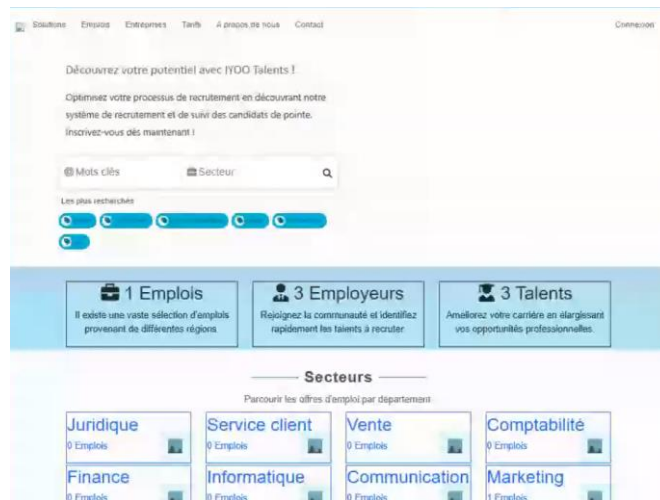 Solutions Emplois Entreprises Tarifs A propos de nous Contact Connexion
Découvrez votre potentiel avec IYOO Talents !
Optimisez votre processus de recrutement en découvrant notre
système de recrutement et de suivi des candidats de pointe.
Inscrivez-vous dès maintenant !
Mots clés Secteur
Les plus recherchés
1 Emplois
Il existe une vaste sélection d'emplois
provenant de différentes régions
3 Employeurs
Rejoignez la communauté et identifiez
rapidement les talents à recruter
3 Talents
Améliorez votre carrière en élargissant
vos opportunités professionnelles.
Secteurs
Parcourir les offres d'emploi par département
Juridique Service client Vente Comptabilité
0 Emplois 0 Emplois 0 Emplois 0 Emplois
Finance Informatique Communication Marketing
0 Emplois 0 Emplois 0 Emplois 1 Emplois